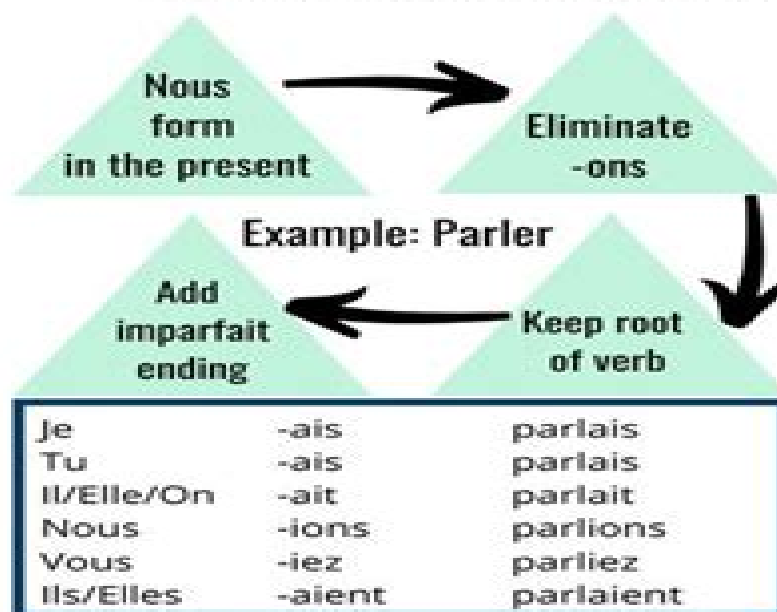 Nous
form
in the present
Eliminate
-ons
Example: Parler
Add
imparfait
ending
Keep root
of verb
Je -ais parlais
Tu -ais parlais
Il/Elle/On -ait parlait
Nous -ions parlions
Vous -iez parliez
Ils/Elles -aient parlaient